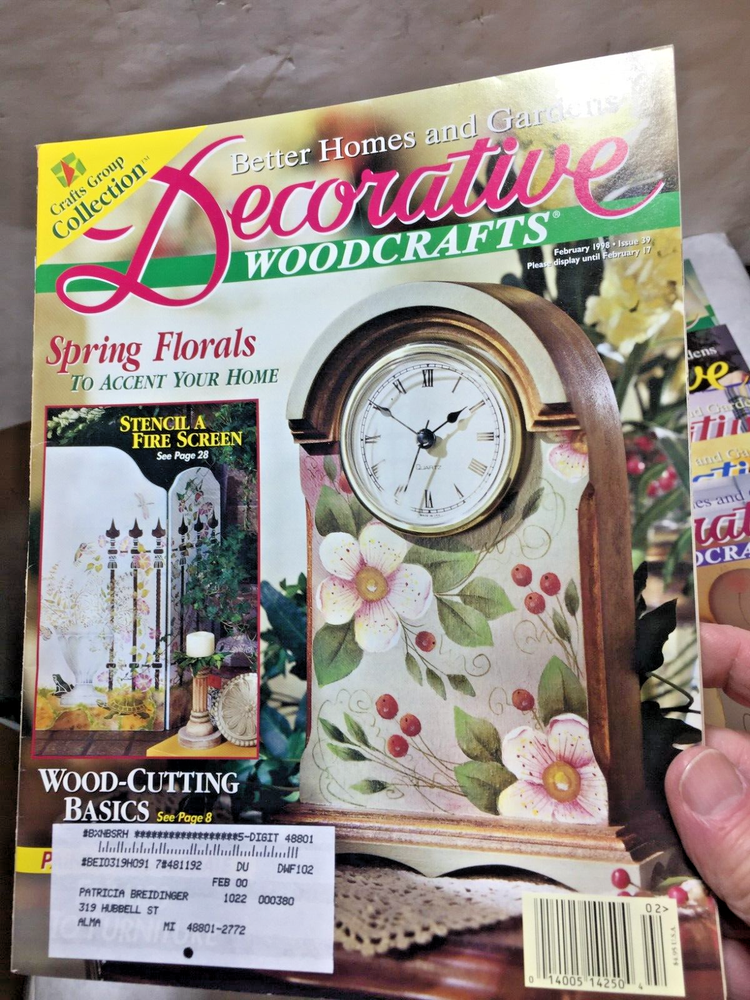 Crafts Group
Collection™
Better Homes and Gardens
Decorative
WOODCRAFTS®
February 1998 • Issue 39
Please display until February 17
Spring Florals
TO ACCENT YOUR HOME
STENCIL A
FIRE SCREEN
See Page 28
QUARTZ
WOOD-CUTTING
BASICS See Page 8
#BXNBSRH ******************5-DIGIT 48801
#BEI0319H091 7#481192 DU DWF102
FEB 00
PATRICIA BREIDINGER 1022 000380
319 HUBBELL ST
ALMA MI 48801-2772
FURNITURE
02>
0 14005 14250 4